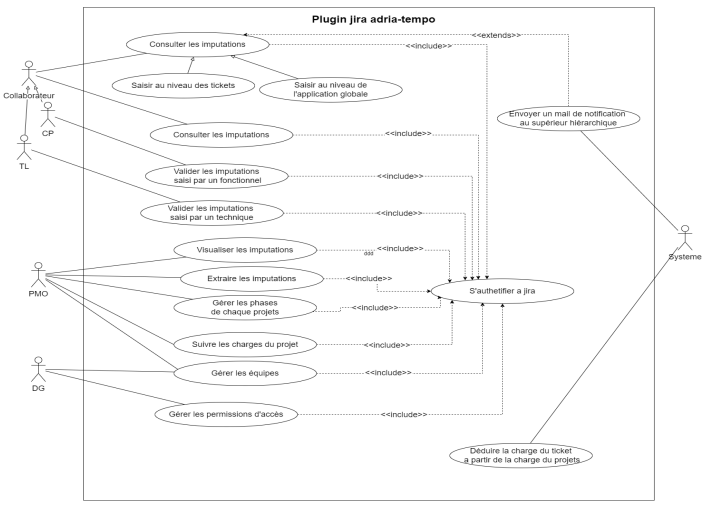 Plugin jira adria-tempo
<<extends>>
Consulter les imputations
<<include>>
Collaborateur
Saisir au niveau des tickets
Saisir au niveau de
l'application globale
CP
Envoyer un mail de notification
au supérieur hiérarchique
Consulter les imputations
<<include>>
TL
Valider les imputations
saisi par un fonctionnel
<<include>>
Valider les imputations
saisi par un technique
<<include>>
Systeme
Visualiser les imputations
<<include>>
ddd
PMO
Extraire les imputations
<<include>>
S'authetifier a jira
Gérer les phases
de chaque projets
<<include>>
Suivre les charges du projet
<<include>>
Gérer les équipes
<<include>>
DG
Gérer les permissions d'accès
<<include>>
Déduire la charge du ticket
a partir de la charge du projets